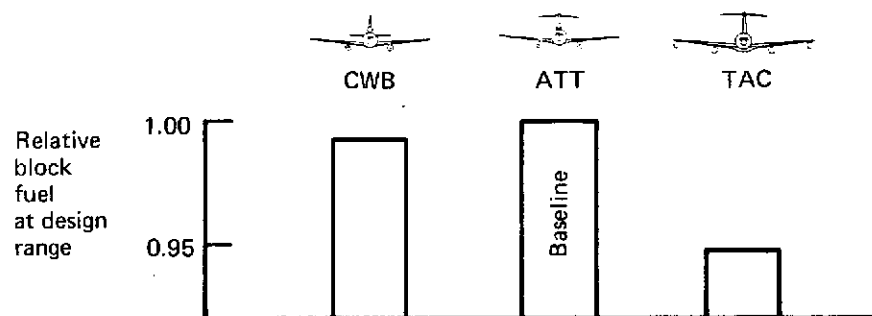 CWB
ATT
TAC
Relative
block
fuel
at design
range
1.00
0.95
Baseline